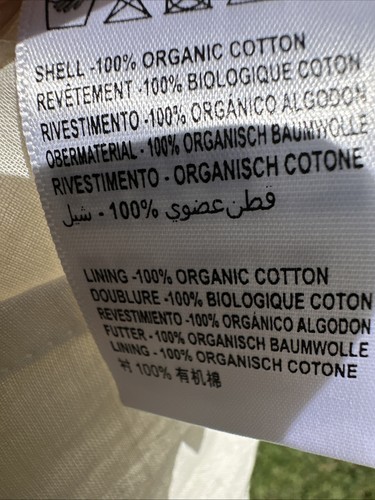 SHELL -100% ORGANIC COTTON
REVÊTEMENT -100% BIOLOGIQUE COTON
RIVESTIMENTO -100% ORGÁNICO ALGODON
OBERMATERIAL - 100% ORGANISCH BAUMWOLLE
RIVESTIMENTO - ORGANISCH COTONE
قطن عضوي %100 - شيل
LINING -100% ORGANIC COTTON
DOUBLURE -100% BIOLOGIQUE COTON
REVESTIMIENTO -100% ORGÁNICO ALGODON
FUTTER - 100% ORGANISCH BAUMWOLLE
LINING - 100% ORGANISCH COTONE
衬 100% 有机棉